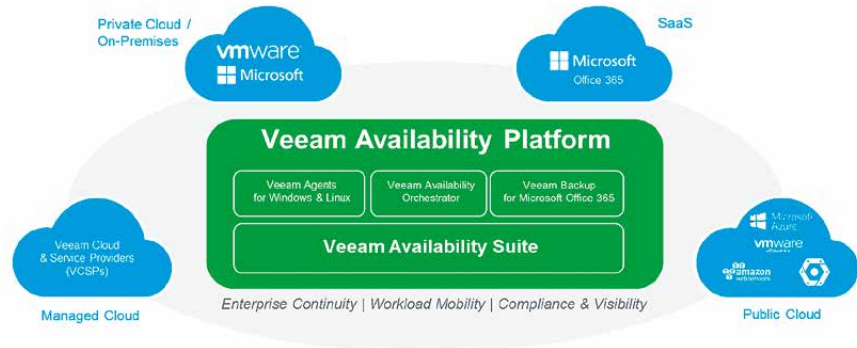 Private Cloud /
On-Premises
vmware
Microsoft
SaaS
Microsoft
Office 365
Veeam Availability Platform
Veeam Agents
for Windows & Linux
Veeam Availability
Orchestrator
Veeam Backup
for Microsoft Office 365
Veeam Availability Suite
Veeam Cloud
& Service Providers
(VCSPs)
Managed Cloud
Microsoft
Azure
vmware
amazon
webservices
Public Cloud
Enterprise Continuity | Workload Mobility | Compliance & Visibility